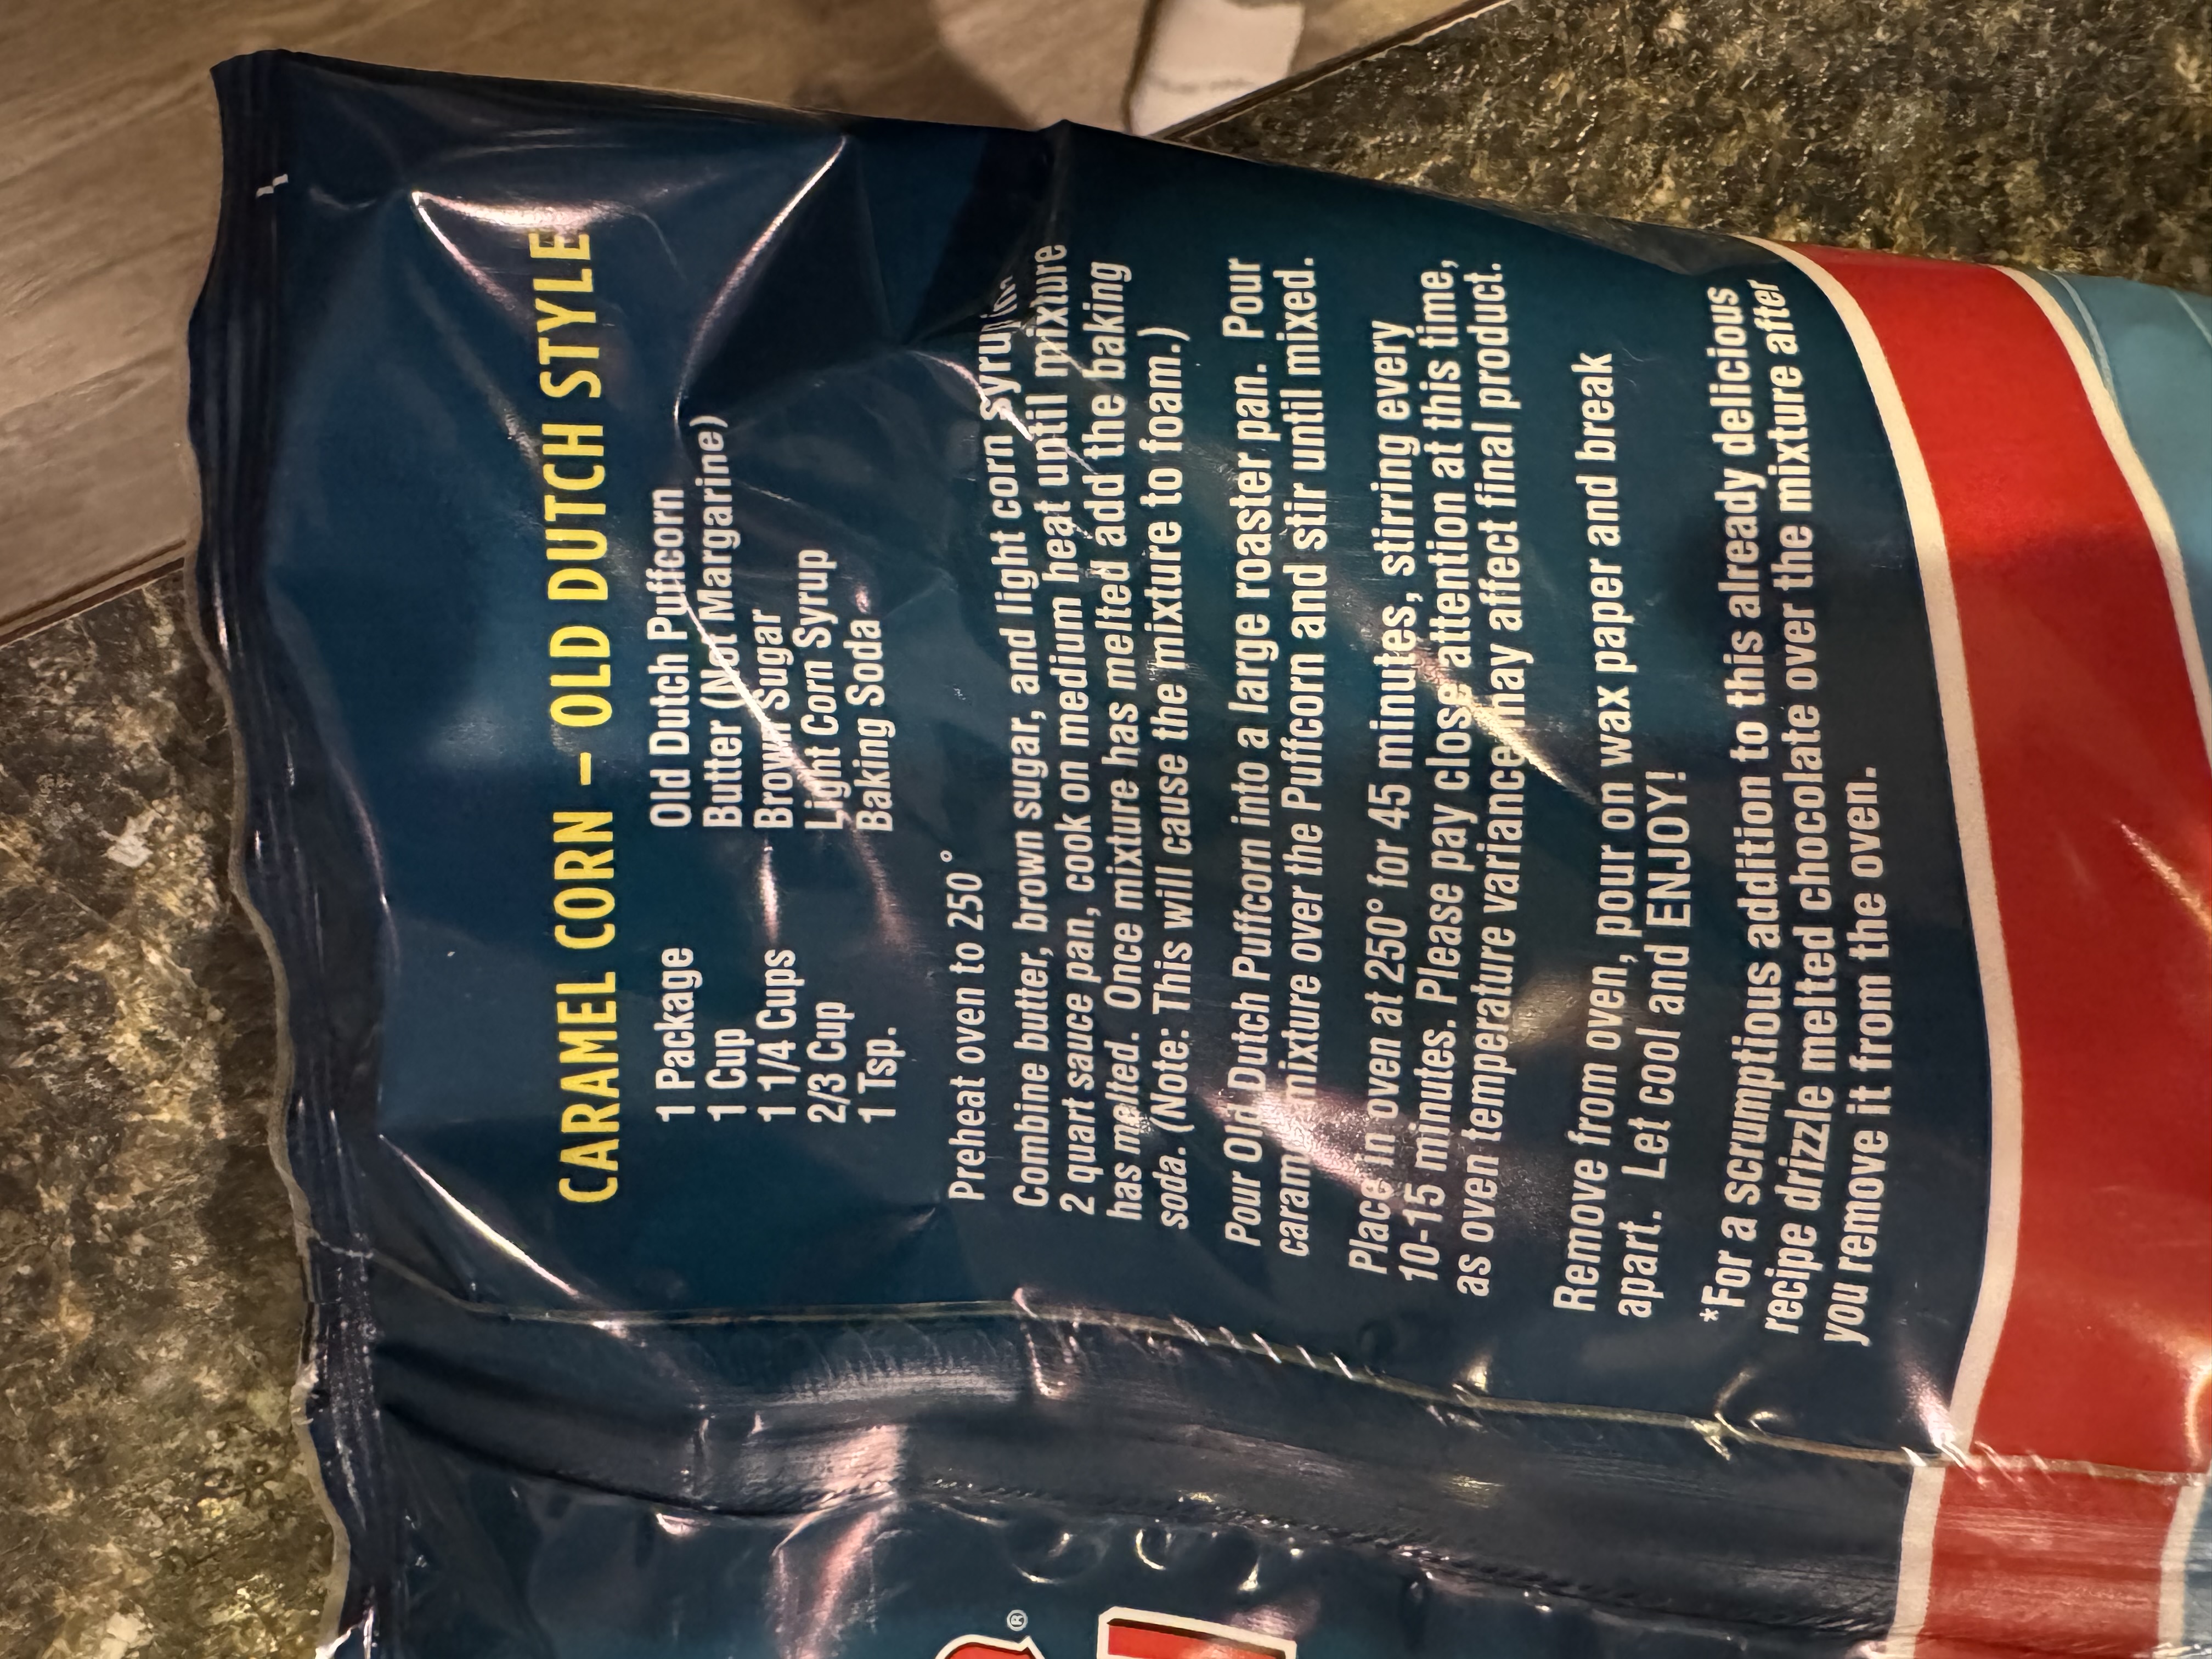 CARAMEL CORN – OLD DUTCH STYLE
1 Package Old Dutch Puffcorn
1 Cup Butter (Not Margarine)
1 1/4 Cups Brown Sugar
2/3 Cup Light Corn Syrup
1 Tsp. Baking Soda
Preheat oven to 250°
Combine butter, brown sugar, and light corn syrup in
2 quart sauce pan, cook on medium heat until mixture
has melted. Once mixture has melted add the baking
soda. (Note: This will cause the mixture to foam.)
Pour Old Dutch Puffcorn into a large roaster pan. Pour
caramel mixture over the Puffcorn and stir until mixed.
Place in oven at 250° for 45 minutes, stirring every
10-15 minutes. Please pay close attention at this time,
as oven temperature variance may affect final product.
Remove from oven, pour on wax paper and break
apart. Let cool and ENJOY!
*For a scrumptious addition to this already delicious
recipe drizzle melted chocolate over the mixture after
you remove it from the oven.
®